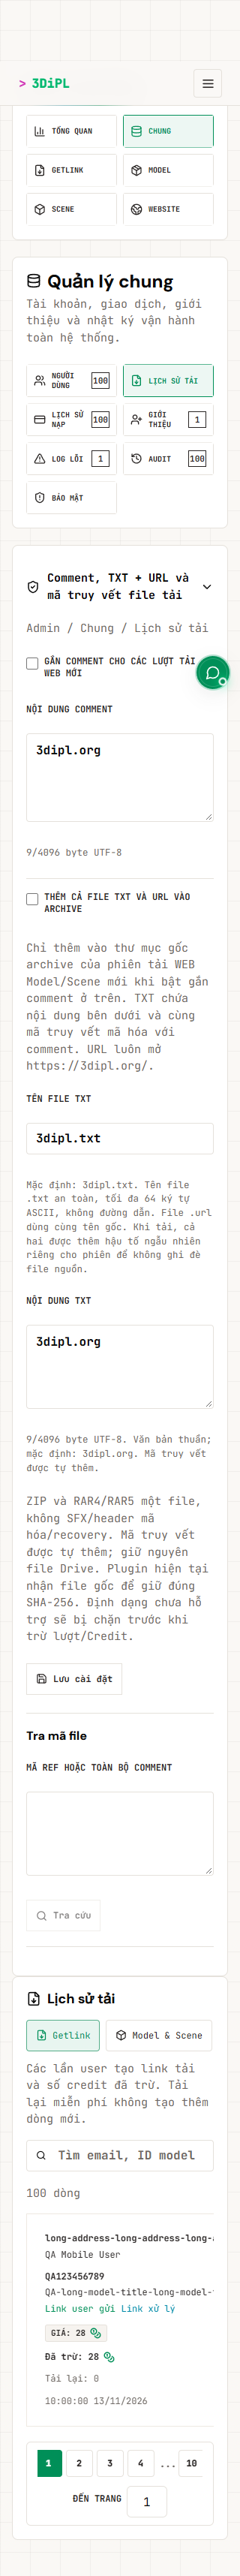 > 3DiPL
TỔNG QUAN
CHUNG
GETLINK
MODEL
SCENE
WEBSITE
Quản lý chung
Tài khoản, giao dịch, giới
thiệu và nhật ký vận hành
toàn hệ thống.
NGƯỜI
DÙNG
100
LỊCH SỬ TẢI
LỊCH SỬ
NẠP
100
GIỚI
THIỆU
1
LOG LỖI
1
AUDIT
100
BẢO MẬT
Comment, TXT + URL và
mã truy vết file tải
Admin / Chung / Lịch sử tải
GẮN COMMENT CHO CÁC LƯỢT TẢI
WEB MỚI
NỘI DUNG COMMENT
3dipl.org
9/4096 byte UTF-8
THÊM CẢ FILE TXT VÀ URL VÀO
ARCHIVE
Chỉ thêm vào thư mục gốc
archive của phiên tải WEB
Model/Scene mới khi bật gắn
comment ở trên. TXT chứa
nội dung bên dưới và cùng
mã truy vết mã hóa với
comment. URL luôn mở
https://3dipl.org/.
TÊN FILE TXT
3dipl.txt
Mặc định: 3dipl.txt. Tên file
.txt an toàn, tối đa 64 ký tự
ASCII, không đường dẫn. File .url
dùng cùng tên gốc. Khi tải, cả
hai được thêm hậu tố ngẫu nhiên
riêng cho phiên để không ghi đè
file nguồn.
NỘI DUNG TXT
3dipl.org
9/4096 byte UTF-8. Văn bản thuần;
mặc định: 3dipl.org. Mã truy vết
được tự thêm.
ZIP và RAR4/RAR5 một file,
không SFX/header mã
hóa/recovery. Mã truy vết
được tự thêm; giữ nguyên
file Drive. Plugin hiện tại
nhận file gốc để giữ đúng
SHA-256. Định dạng chưa hỗ
trợ sẽ bị chặn trước khi
trừ lượt/Credit.
Lưu cài đặt
Tra mã file
MÃ REF HOẶC TOÀN BỘ COMMENT
Tra cứu
Lịch sử tải
Getlink
Model & Scene
Các lần user tạo link tải
và số credit đã trừ. Tải
lại miễn phí không tạo thêm
dòng mới.
Tìm email, ID model
100 dòng
long-address-long-address-long-
QA Mobile User
QA123456789
QA-long-model-title-long-model-
Link user gửi Link xử lý
GIÁ: 28
Đã trừ: 28
Tải lại: 0
10:00:00 13/11/2026
1
2
3
4
...
10
ĐẾN TRANG
1